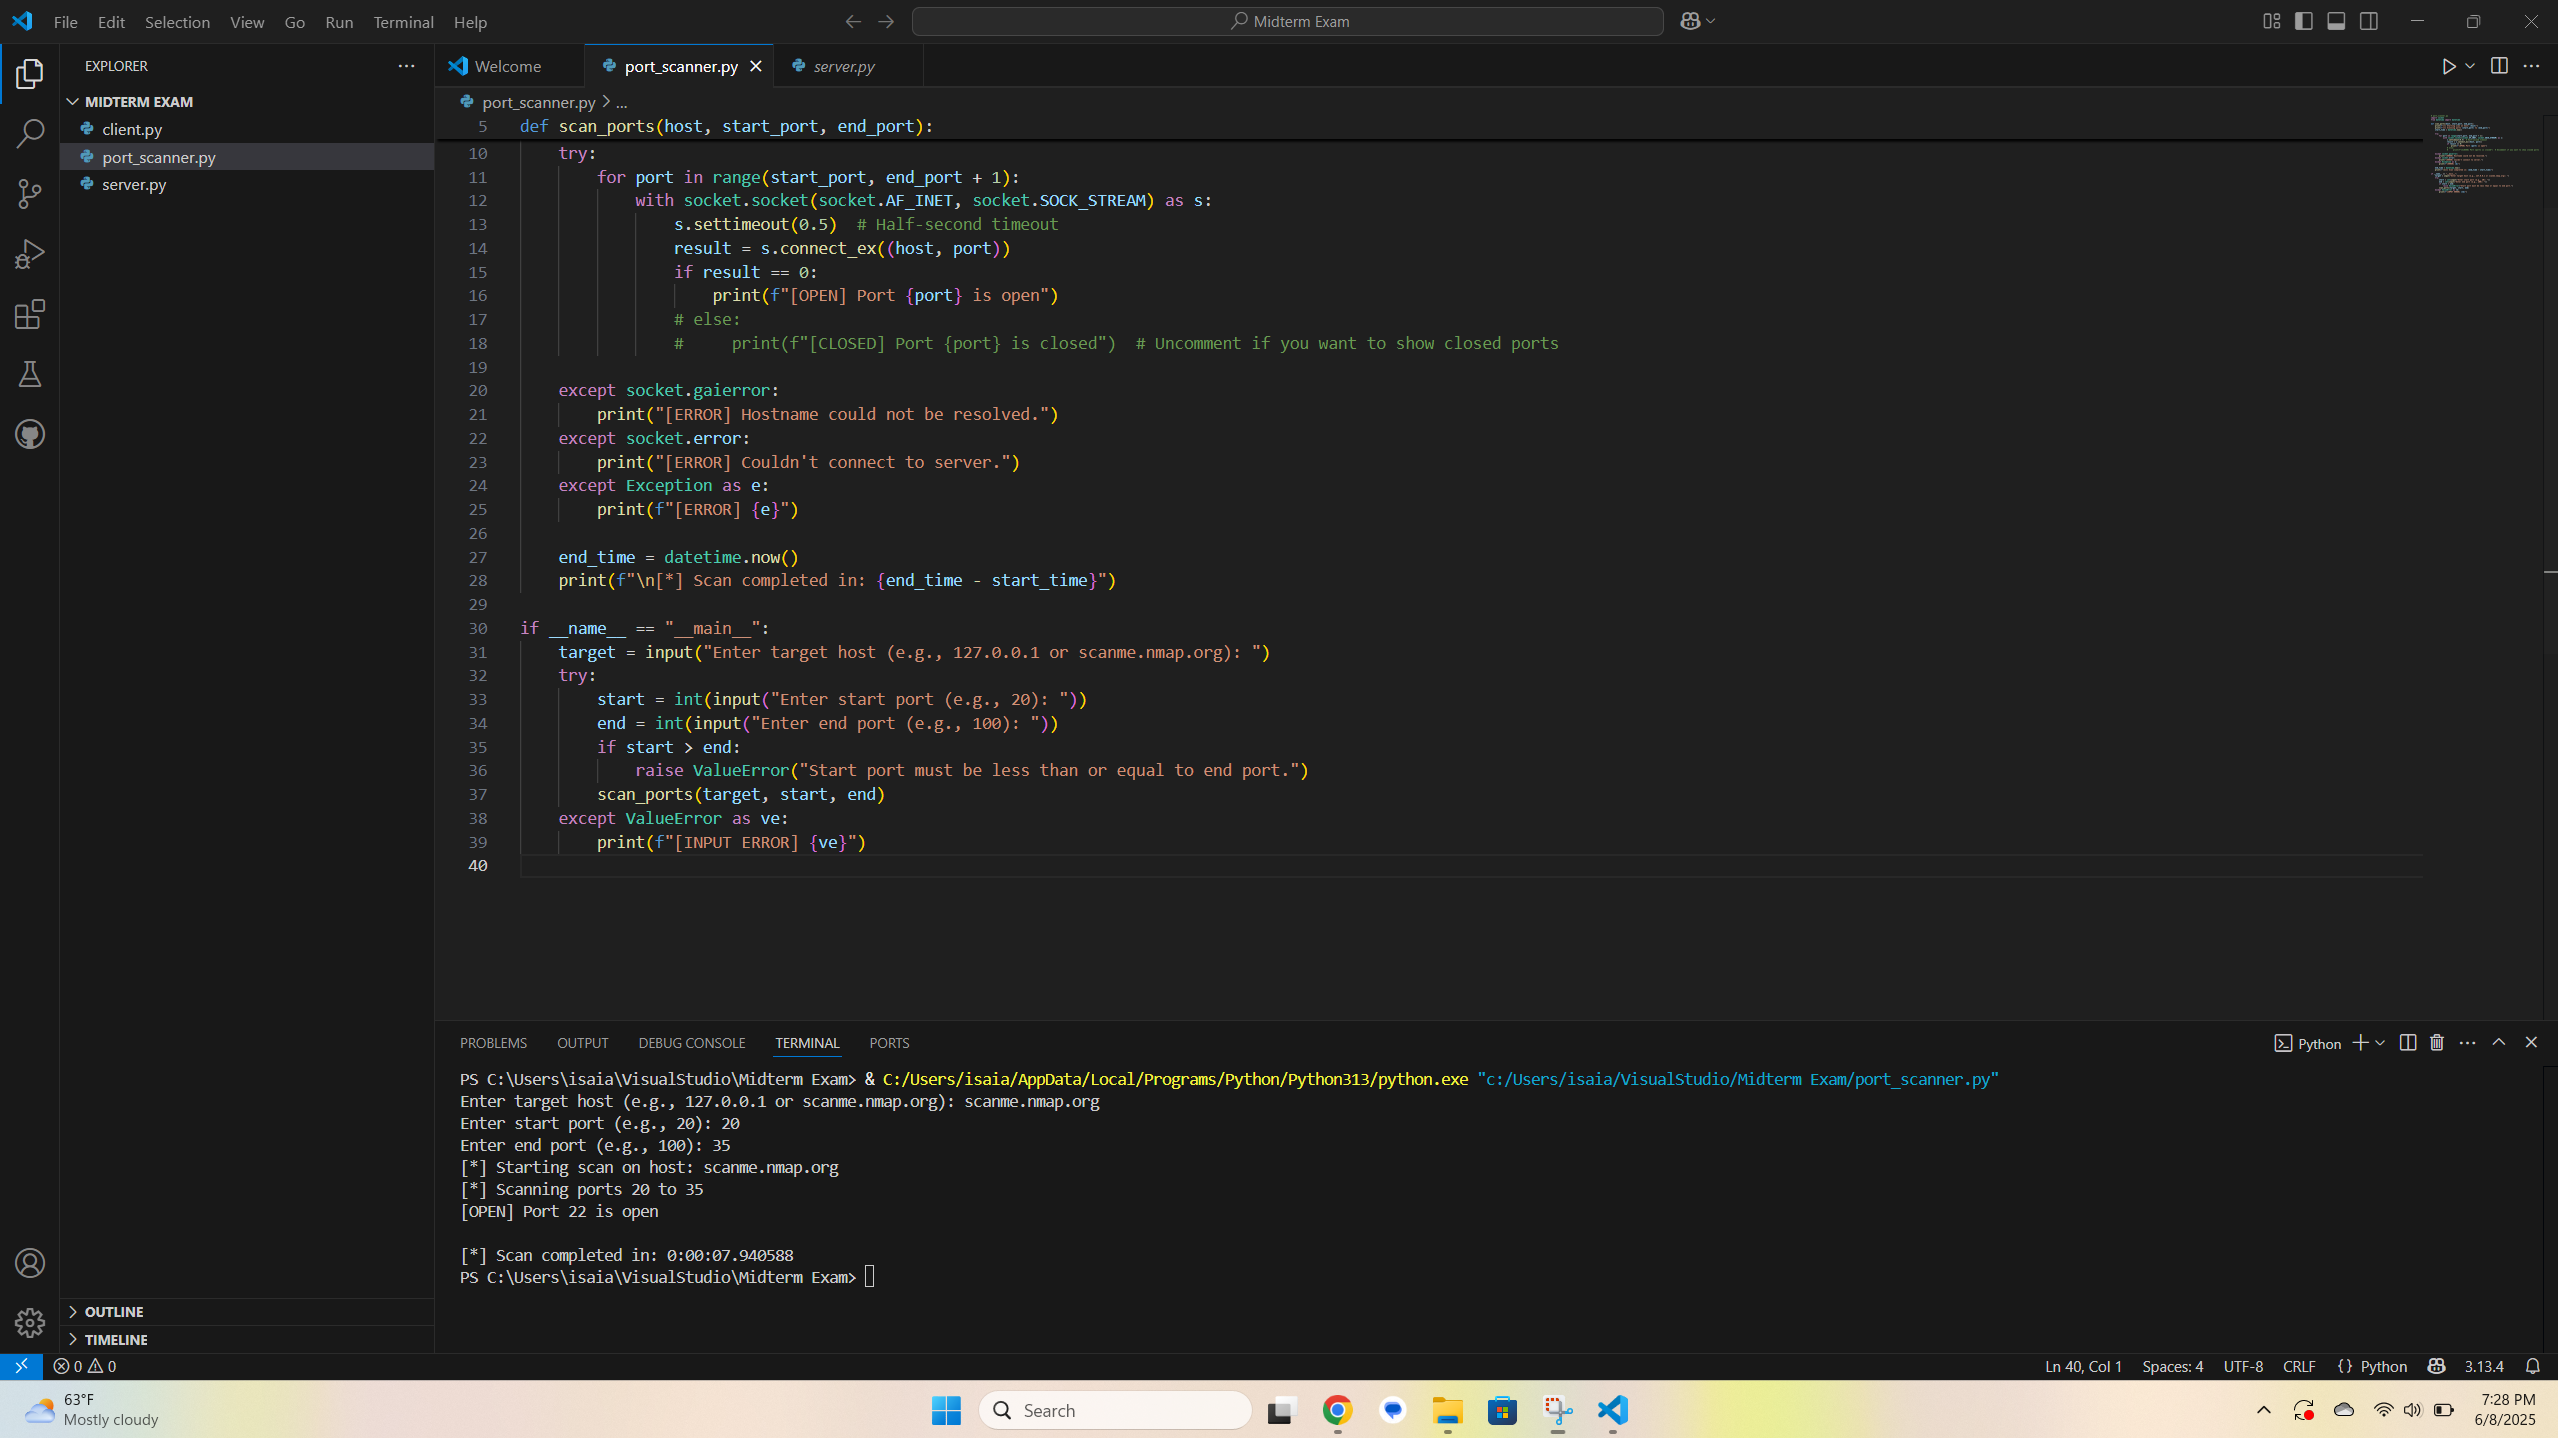 File Edit Selection View Go Run Terminal Help
Midterm Exam
EXPLORER
MIDTERM EXAM
client.py
port_scanner.py
server.py
OUTLINE
TIMELINE
Welcome port_scanner.py server.py
port_scanner.py > ...
5 def scan_ports(host, start_port, end_port):
10 try:
11 for port in range(start_port, end_port + 1):
12 with socket.socket(socket.AF_INET, socket.SOCK_STREAM) as s:
13 s.settimeout(0.5)  # Half-second timeout
14 result = s.connect_ex((host, port))
15 if result == 0:
16 print(f"[OPEN] Port {port} is open")
17 # else:
18 #     print(f"[CLOSED] Port {port} is closed")  # Uncomment if you want to show closed ports
19
20 except socket.gaierror:
21 print("[ERROR] Hostname could not be resolved.")
22 except socket.error:
23 print("[ERROR] Couldn't connect to server.")
24 except Exception as e:
25 print(f"[ERROR] {e}")
26
27 end_time = datetime.now()
28 print(f"\n[*] Scan completed in: {end_time - start_time}")
29
30 if __name__ == "__main__":
31 target = input("Enter target host (e.g., 127.0.0.1 or scanme.nmap.org): ")
32 try:
33 start = int(input("Enter start port (e.g., 20): "))
34 end = int(input("Enter end port (e.g., 100): "))
35 if start > end:
36 raise ValueError("Start port must be less than or equal to end port.")
37 scan_ports(target, start, end)
38 except ValueError as ve:
39 print(f"[INPUT ERROR] {ve}")
40
PROBLEMS OUTPUT DEBUG CONSOLE TERMINAL PORTS
Python
PS C:\Users\isaia\VisualStudio\Midterm Exam> & C:/Users/isaia/AppData/Local/Programs/Python/Python313/python.exe "c:/Users/isaia/VisualStudio/Midterm Exam/port_scanner.py"
Enter target host (e.g., 127.0.0.1 or scanme.nmap.org): scanme.nmap.org
Enter start port (e.g., 20): 20
Enter end port (e.g., 100): 35
[*] Starting scan on host: scanme.nmap.org
[*] Scanning ports 20 to 35
[OPEN] Port 22 is open
[*] Scan completed in: 0:00:07.940588
PS C:\Users\isaia\VisualStudio\Midterm Exam>
0 0
Ln 40, Col 1 Spaces: 4 UTF-8 CRLF {} Python 3.13.4
63°F
Mostly cloudy
Search
7:28 PM
6/8/2025